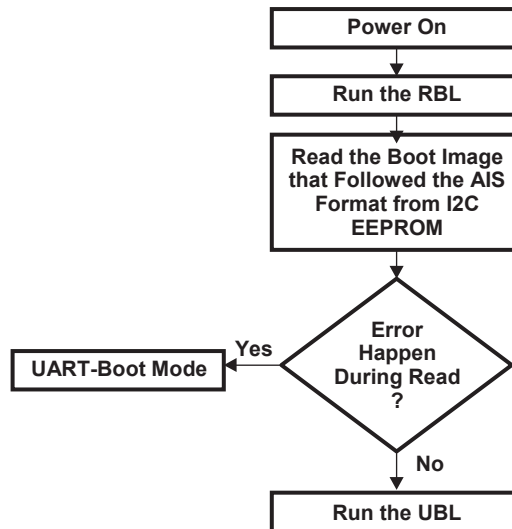 Power On
Run the RBL
Read the Boot Image
that Followed the AIS
Format from I2C
EEPROM
Error
Happen
During Read
?
Yes
UART-Boot Mode
No
Run the UBL